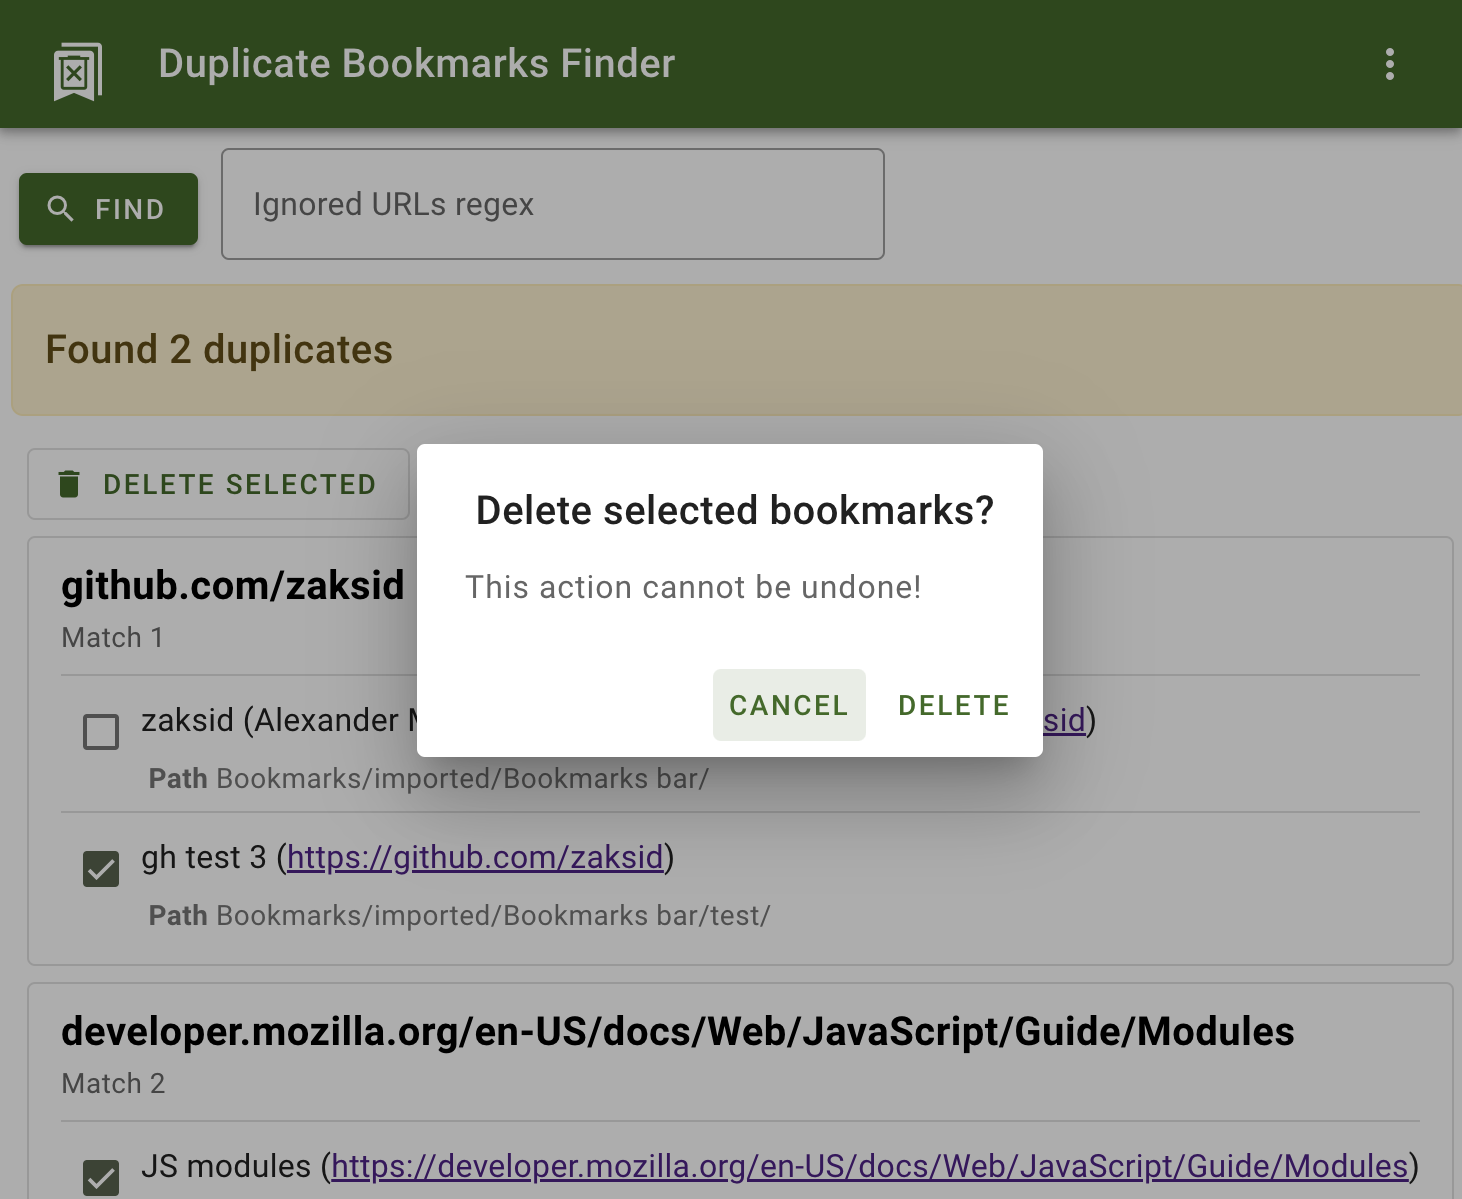 Duplicate Bookmarks Finder
FIND
Ignored URLs regex
Found 2 duplicates
DELETE SELECTED
Delete selected bookmarks?
This action cannot be undone!
CANCEL DELETE
github.com/zaksid
Match 1
zaksid (Alexander sid)
Path Bookmarks/imported/Bookmarks bar/
gh test 3 (https://github.com/zaksid)
Path Bookmarks/imported/Bookmarks bar/test/
developer.mozilla.org/en-US/docs/Web/JavaScript/Guide/Modules
Match 2
JS modules (https://developer.mozilla.org/en-US/docs/Web/JavaScript/Guide/Modules)